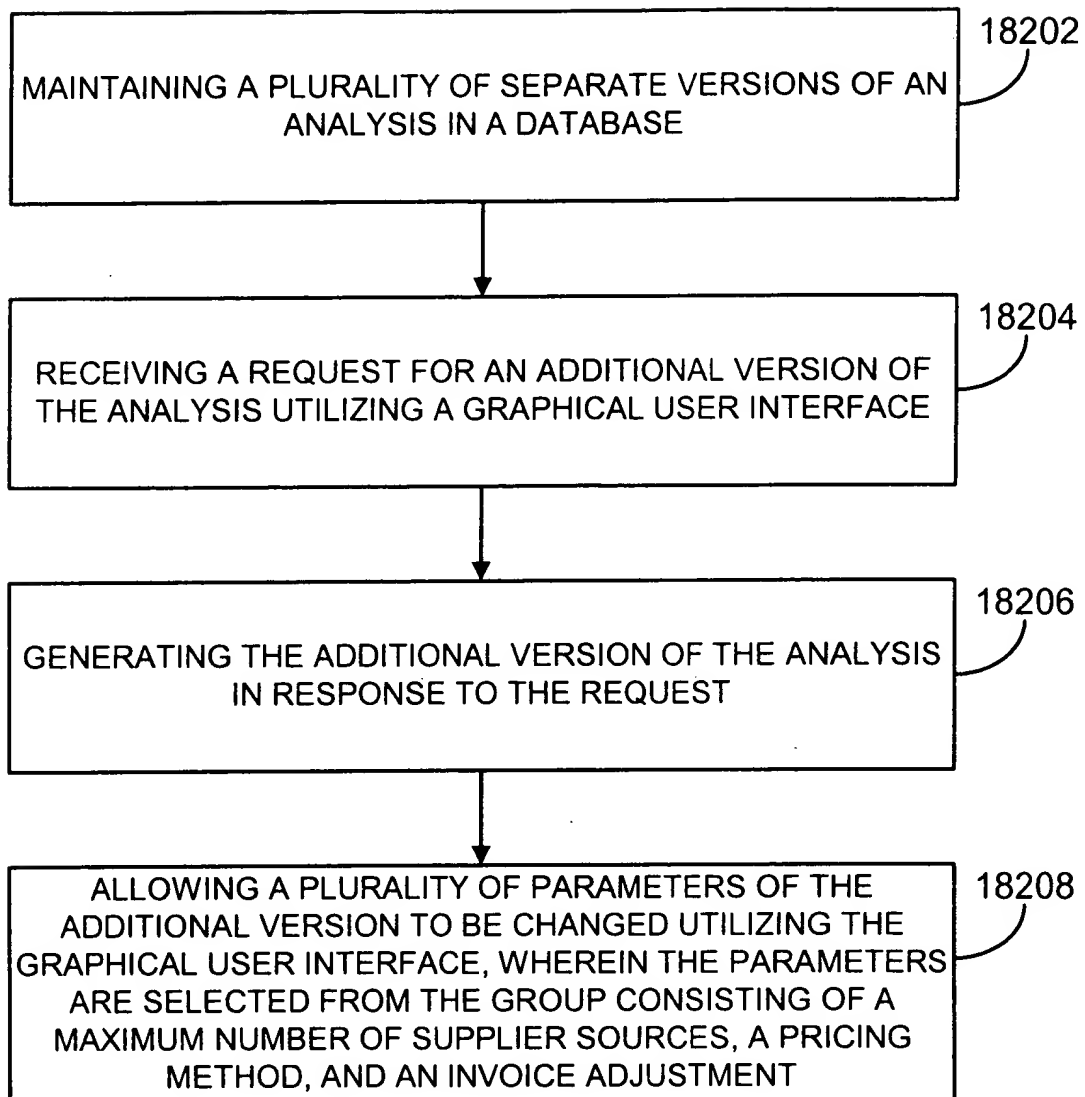 18202
MAINTAINING A PLURALITY OF SEPARATE VERSIONS OF AN
ANALYSIS IN A DATABASE
18204
RECEIVING A REQUEST FOR AN ADDITIONAL VERSION OF
THE ANALYSIS UTILIZING A GRAPHICAL USER INTERFACE
18206
GENERATING THE ADDITIONAL VERSION OF THE ANALYSIS
IN RESPONSE TO THE REQUEST
18208
ALLOWING A PLURALITY OF PARAMETERS OF THE
ADDITIONAL VERSION TO BE CHANGED UTILIZING THE
GRAPHICAL USER INTERFACE, WHEREIN THE PARAMETERS
ARE SELECTED FROM THE GROUP CONSISTING OF A
MAXIMUM NUMBER OF SUPPLIER SOURCES, A PRICING
METHOD, AND AN INVOICE ADJUSTMENT